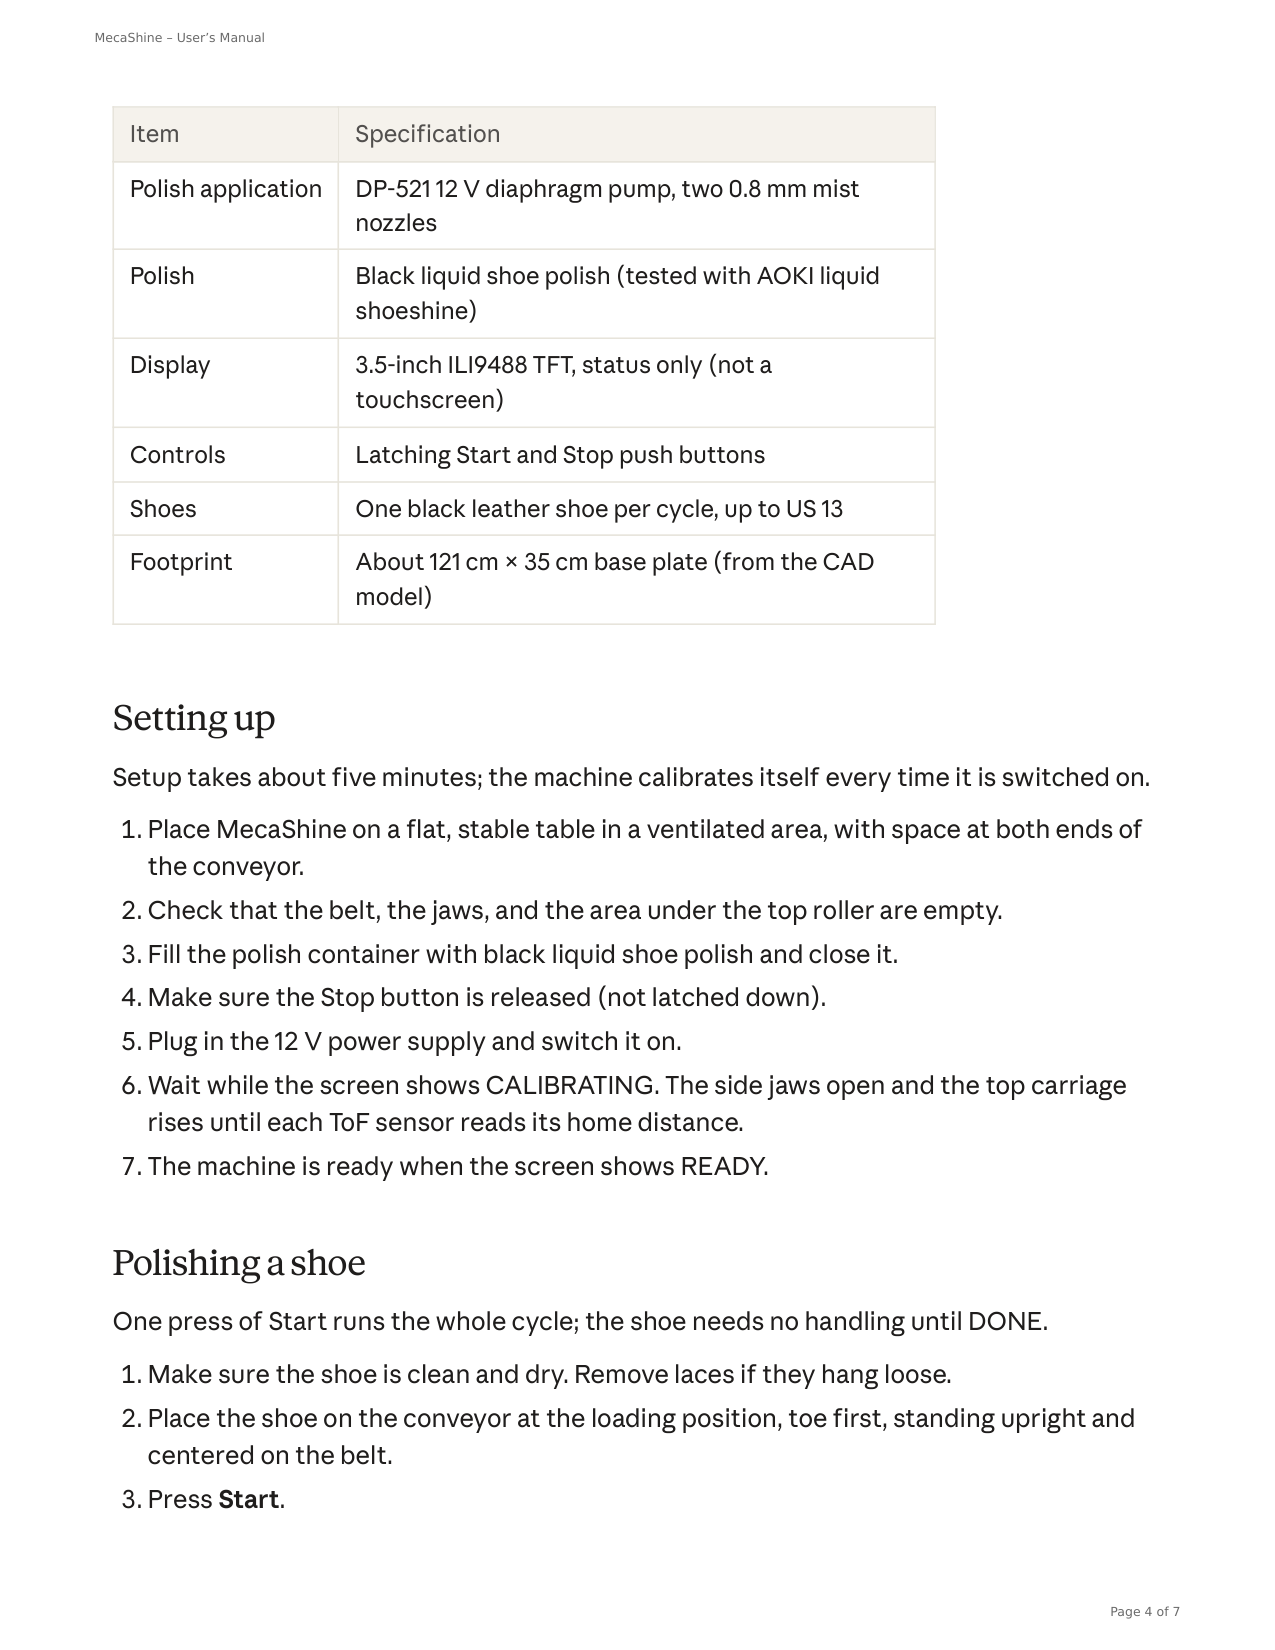 MecaShine – User’s Manual
Item Specification
Polish application DP-521 12 V diaphragm pump, two 0.8 mm mist
nozzles
Polish Black liquid shoe polish (tested with AOKI liquid
shoeshine)
Display 3.5-inch ILI9488 TFT, status only (not a
touchscreen)
Controls Latching Start and Stop push buttons
Shoes One black leather shoe per cycle, up to US 13
Footprint About 121 cm × 35 cm base plate (from the CAD
model)
Setting up
Setup takes about five minutes; the machine calibrates itself every time it is switched on.
1. Place MecaShine on a flat, stable table in a ventilated area, with space at both ends of
the conveyor.
2. Check that the belt, the jaws, and the area under the top roller are empty.
3. Fill the polish container with black liquid shoe polish and close it.
4. Make sure the Stop button is released (not latched down).
5. Plug in the 12 V power supply and switch it on.
6. Wait while the screen shows CALIBRATING. The side jaws open and the top carriage
rises until each ToF sensor reads its home distance.
7. The machine is ready when the screen shows READY.
Polishing a shoe
One press of Start runs the whole cycle; the shoe needs no handling until DONE.
1. Make sure the shoe is clean and dry. Remove laces if they hang loose.
2. Place the shoe on the conveyor at the loading position, toe first, standing upright and
centered on the belt.
3. Press Start.
Page 4 of 7